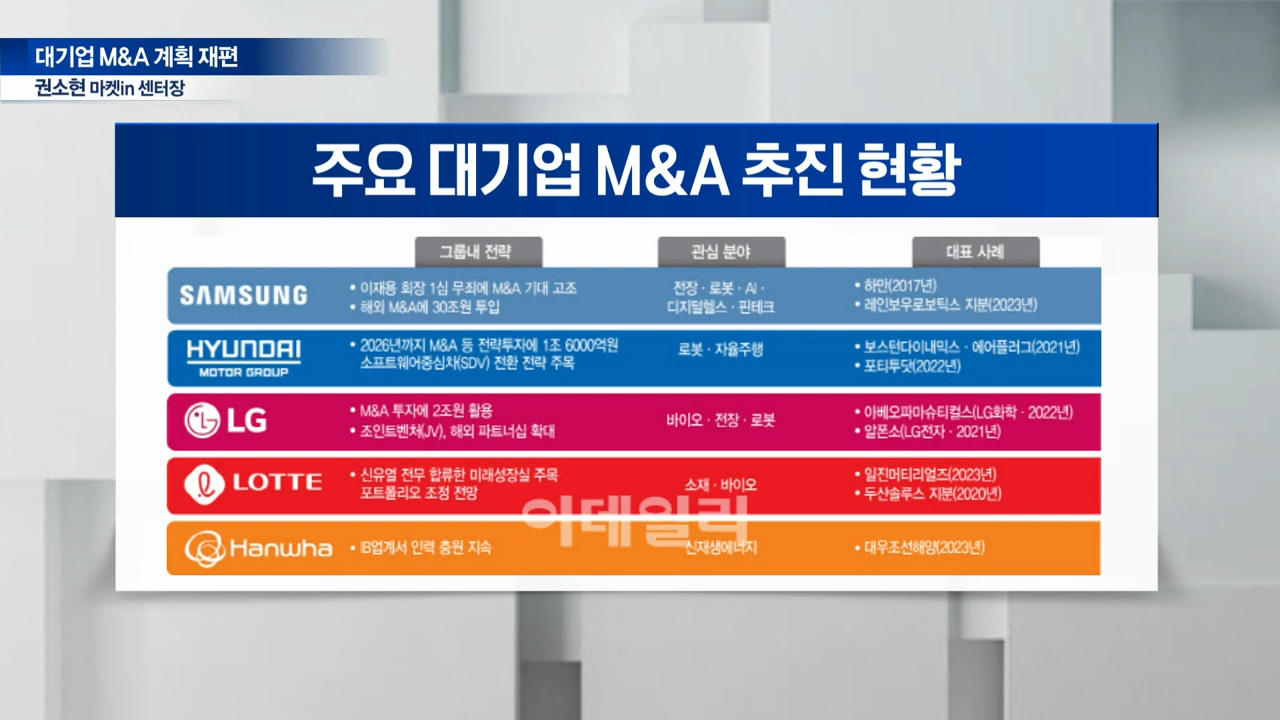 대기업 M&A 계획 재편
권소현 마켓in 센터장
주요 대기업 M&A 추진 현황
그룹내 전략
관심 분야
대표 사례
SAMSUNG
• 이재용 회장 1심 무죄에 M&A 기대 고조
• 해외 M&A에 30조원 투입
전장 · 로봇 · AI ·
디지털헬스 · 핀테크
• 하만(2017년)
• 레인보우로보틱스 지분(2023년)
HYUNDAI
MOTOR GROUP
• 2026년까지 M&A 등 전략투자에 1조 6000억원
소프트웨어중심차(SDV) 전환 전략 주목
로봇 · 자율주행
• 보스턴다이내믹스 · 에어플러그(2021년)
• 포티투닷(2022년)
LG
• M&A 투자에 2조원 활용
• 조인트벤처(JV), 해외 파트너십 확대
바이오 · 전장 · 로봇
• 아베오파마슈티컬스(LG화학 · 2022년)
• 알폰소(LG전자 · 2021년)
LOTTE
• 신유열 전무 합류한 미래성장실 주목
포트폴리오 조정 전망
소재 · 바이오
• 일진머티리얼즈(2023년)
• 두산솔루스 지분(2020년)
이데일리
Hanwha
• IB업계서 인력 충원 지속
신재생에너지
• 대우조선해양(2023년)